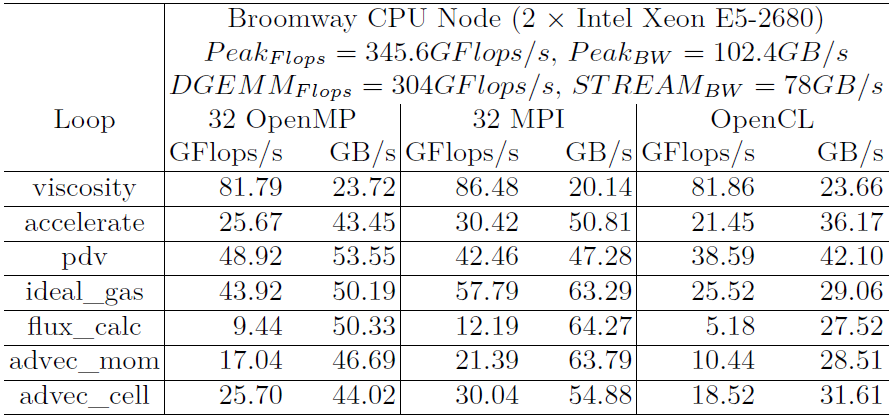 Broomway CPU Node (2 × Intel Xeon E5-2680)
Peak_Flops = 345.6GFlops/s, Peak_BW = 102.4GB/s
DGEMM_Flops = 304GFlops/s, STREAM_BW = 78GB/s
Loop 32 OpenMP 32 MPI OpenCL
GFlops/s GB/s GFlops/s GB/s GFlops/s GB/s
viscosity 81.79 23.72 86.48 20.14 81.86 23.66
accelerate 25.67 43.45 30.42 50.81 21.45 36.17
pdv 48.92 53.55 42.46 47.28 38.59 42.10
ideal_gas 43.92 50.19 57.79 63.29 25.52 29.06
flux_calc 9.44 50.33 12.19 64.27 5.18 27.52
advec_mom 17.04 46.69 21.39 63.79 10.44 28.51
advec_cell 25.70 44.02 30.04 54.88 18.52 31.61